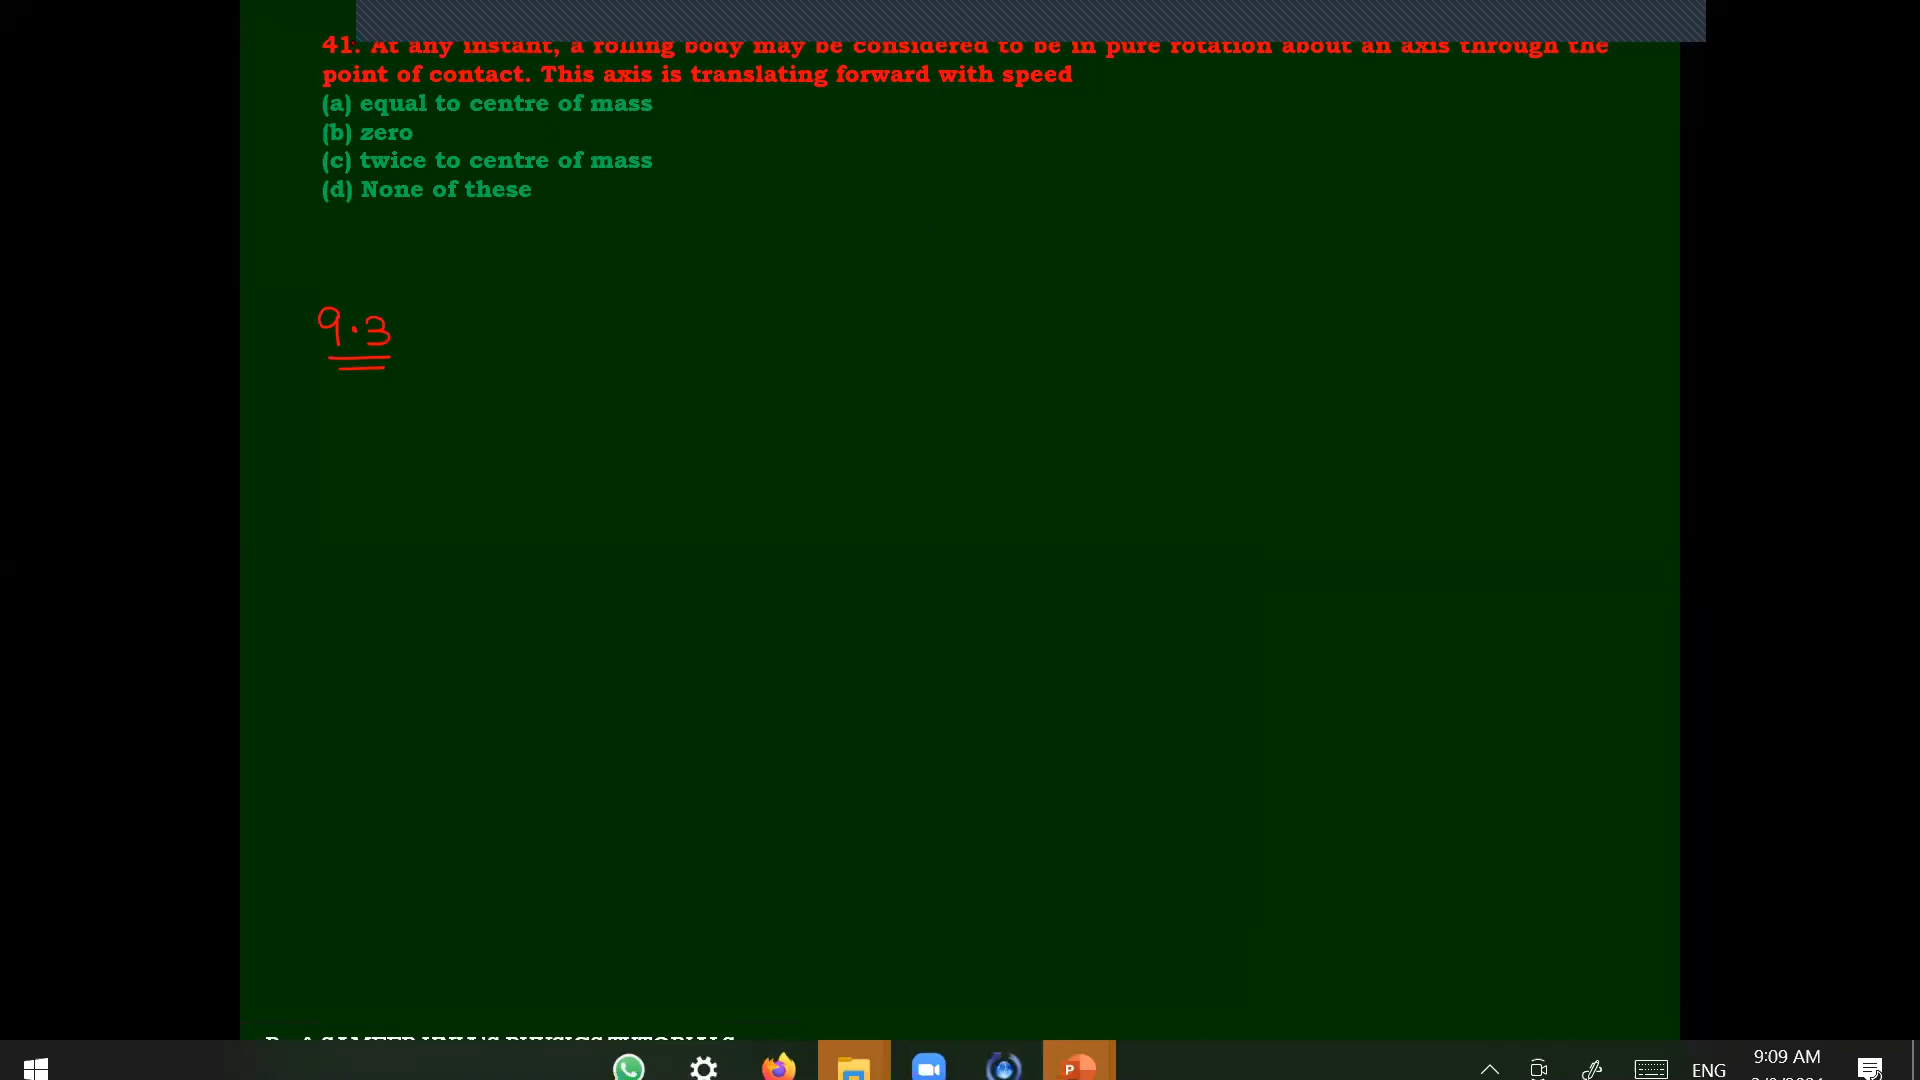 41. At any instant, a rolling body may be considered to be in pure rotation about an axis through the
point of contact. This axis is translating forward with speed
(a) equal to centre of mass
(b) zero
(c) twice to centre of mass
(d) None of these
9.3
PHYSICS TUTORIALS
ENG
9:09 AM